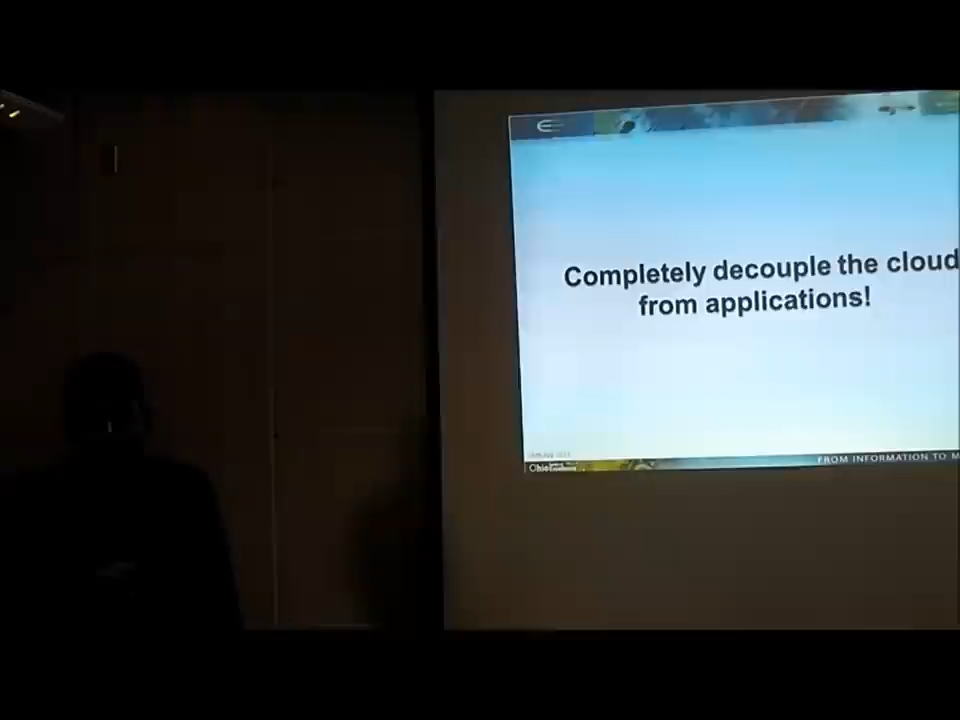 Completely decouple the cloud
from applications!
FROM INFORMATION TO M